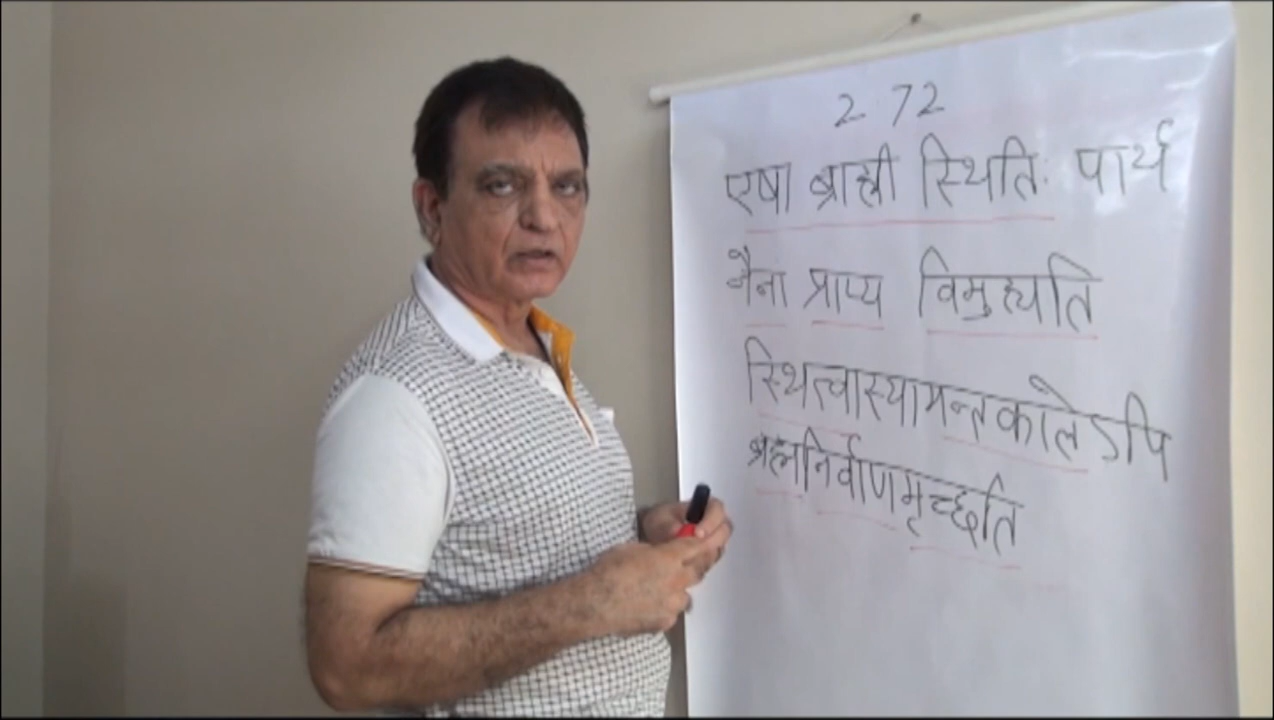 2 72
एषा ब्राह्मी स्थितिः पार्थ
नैना प्राप्य विमुह्यति
स्थित्वास्यामन्तकालेऽपि
ब्रह्मनिर्वाणमृच्छति